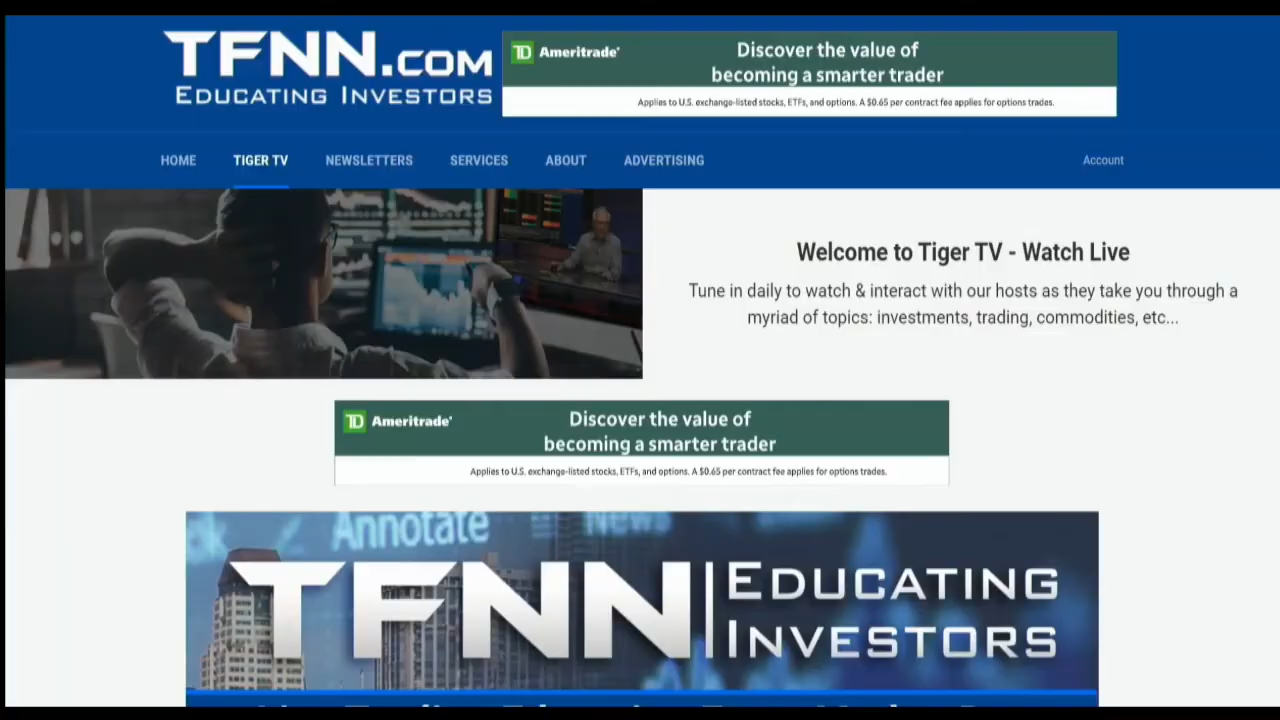 TFNN.COM
EDUCATING INVESTORS
TD Ameritrade
Discover the value of
becoming a smarter trader
Applies to U.S. exchange-listed stocks, ETFs, and options. A $0.65 per contract fee applies for options trades.
HOME TIGER TV NEWSLETTERS SERVICES ABOUT ADVERTISING Account
Welcome to Tiger TV - Watch Live
Tune in daily to watch & interact with our hosts as they take you through a
myriad of topics: investments, trading, commodities, etc...
TD Ameritrade
Discover the value of
becoming a smarter trader
Applies to U.S. exchange-listed stocks, ETFs, and options. A $0.65 per contract fee applies for options trades.
Annotate News
TFNN EDUCATING
INVESTORS